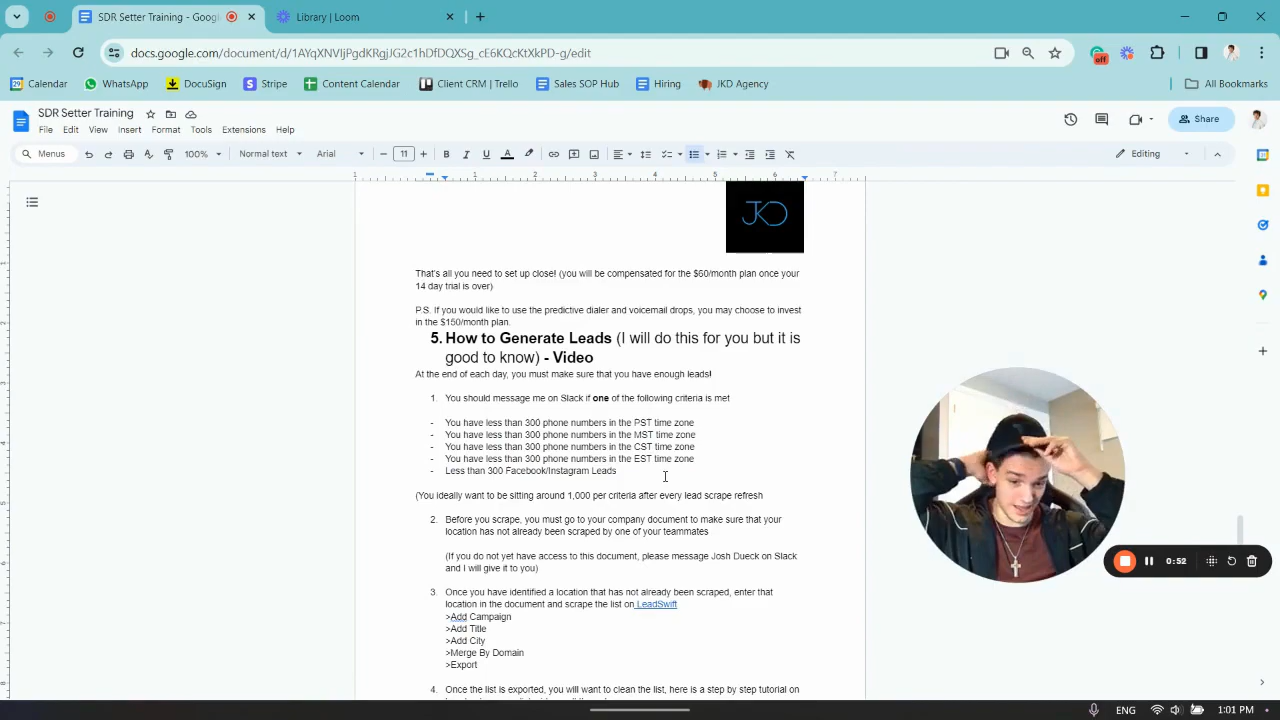 SDR Setter Training - Googl
Library | Loom
docs.google.com/document/d/1AYqXNVIjPgdKRgjJG2c1hDfDQXSg_cE6KQcKtXkPD-g/edit
off
Calendar
WhatsApp
DocuSign
Stripe
Content Calendar
Client CRM | Trello
Sales SOP Hub
Hiring
JKD Agency
All Bookmarks
SDR Setter Training
File Edit View Insert Format Tools Extensions Help
Share
Menus
100%
Normal text
Arial
11
Editing
1 1 2 3 4 5 6 7
JKD
That's all you need to set up close! (you will be compensated for the $60/month plan once your
14 day trial is over)
P.S. If you would like to use the predictive dialer and voicemail drops, you may choose to invest
in the $150/month plan.
5. How to Generate Leads (I will do this for you but it is
good to know) - Video
At the end of each day, you must make sure that you have enough leads!
1. You should message me on Slack if one of the following criteria is met
- You have less than 300 phone numbers in the PST time zone
- You have less than 300 phone numbers in the MST time zone
- You have less than 300 phone numbers in the CST time zone
- You have less than 300 phone numbers in the EST time zone
- Less than 300 Facebook/Instagram Leads
(You ideally want to be sitting around 1,000 per criteria after every lead scrape refresh
2. Before you scrape, you must go to your company document to make sure that your
location has not already been scraped by one of your teammates
(If you do not yet have access to this document, please message Josh Dueck on Slack
and I will give it to you)
3. Once you have identified a location that has not already been scraped, enter that
location in the document and scrape the list on LeadSwift
>Add Campaign
>Add Title
>Add City
>Merge By Domain
>Export
4. Once the list is exported, you will want to clean the list, here is a step by step tutorial on
0:52
ENG
1:01 PM